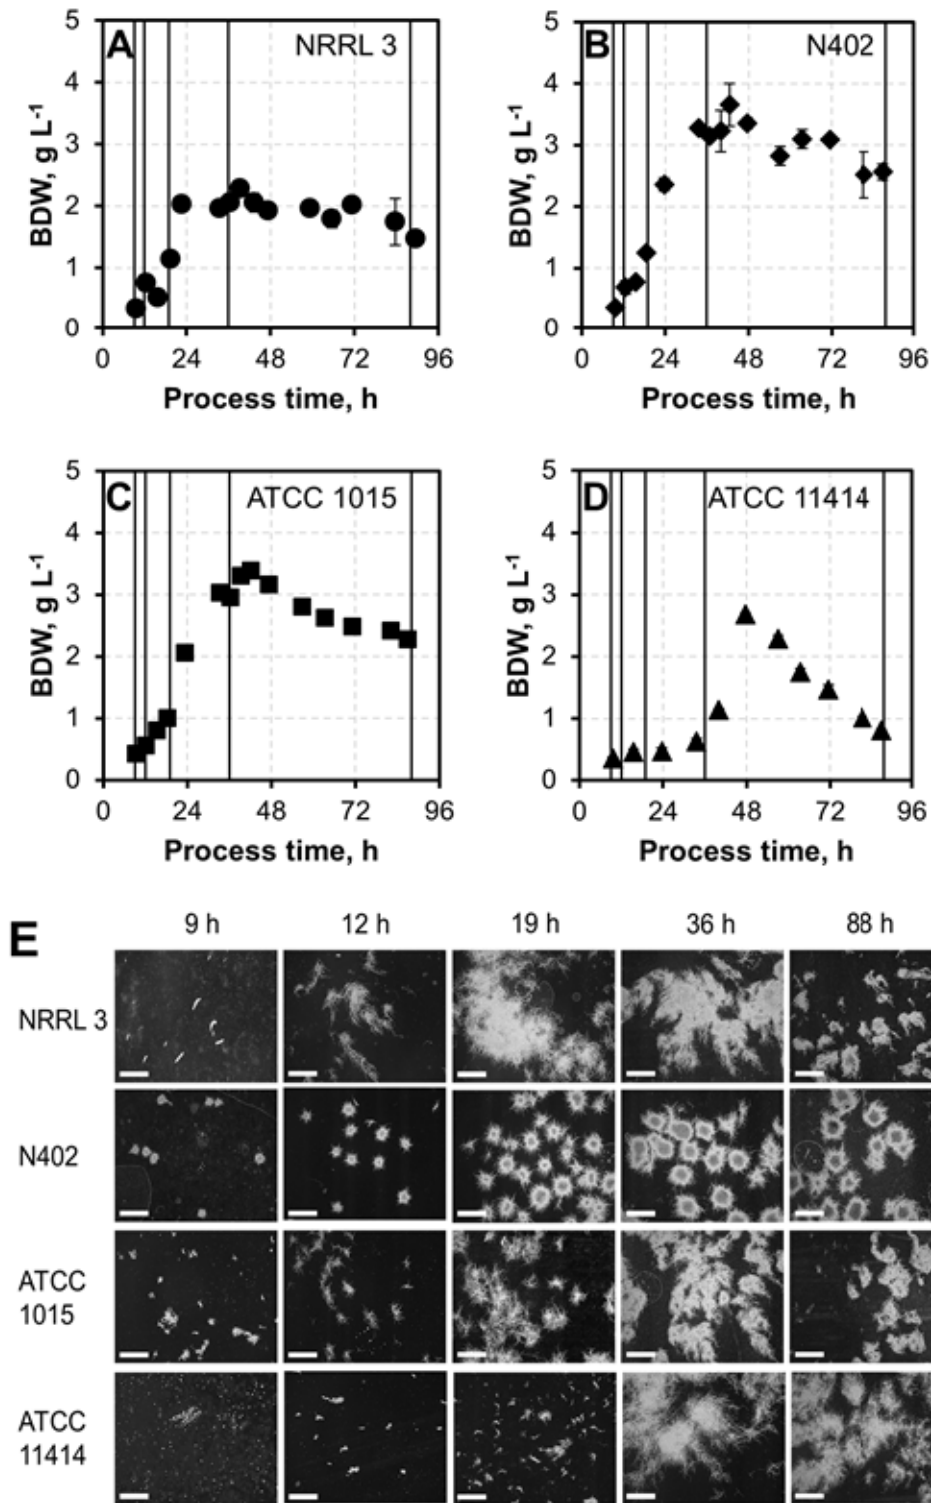 A NRRL 3
BDW, g L⁻¹
5
4
3
2
1
0
0 24 48 72 96
Process time, h
B N402
BDW, g L⁻¹
5
4
3
2
1
0
0 24 48 72 96
Process time, h
C ATCC 1015
BDW, g L⁻¹
5
4
3
2
1
0
0 24 48 72 96
Process time, h
D ATCC 11414
BDW, g L⁻¹
5
4
3
2
1
0
0 24 48 72 96
Process time, h
E
9 h 12 h 19 h 36 h 88 h
NRRL 3
N402
ATCC
1015
ATCC
11414